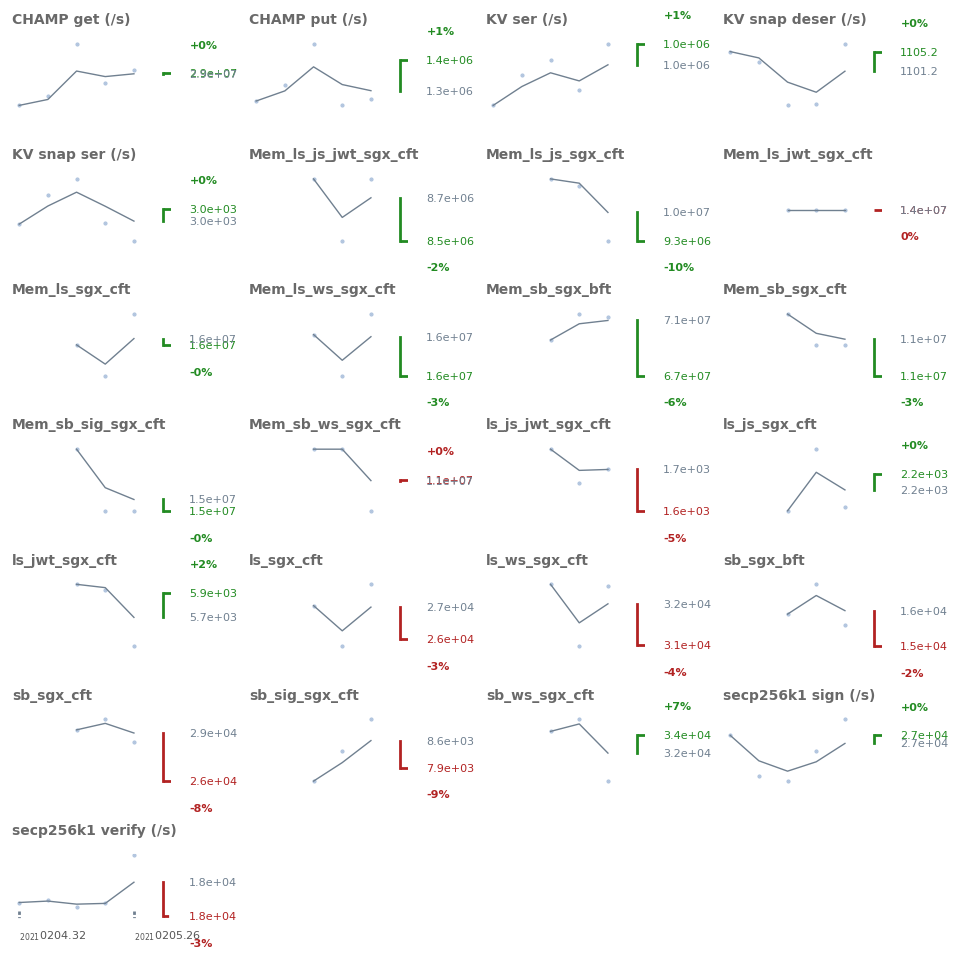 CHAMP get (/s)
+0%
2.9e+07
CHAMP put (/s)
+1%
1.4e+06
1.3e+06
KV ser (/s)
+1%
1.0e+06
1.0e+06
KV snap deser (/s)
+0%
1105.2
1101.2
KV snap ser (/s)
+0%
3.0e+03
3.0e+03
Mem_ls_js_jwt_sgx_cft
8.7e+06
8.5e+06
-2%
Mem_ls_js_sgx_cft
1.0e+07
9.3e+06
-10%
Mem_ls_jwt_sgx_cft
1.4e+07
0%
Mem_ls_sgx_cft
1.6e+07
1.6e+07
-0%
Mem_ls_ws_sgx_cft
1.6e+07
1.6e+07
-3%
Mem_sb_sgx_bft
7.1e+07
6.7e+07
-6%
Mem_sb_sgx_cft
1.1e+07
1.1e+07
-3%
Mem_sb_sig_sgx_cft
1.5e+07
1.5e+07
-0%
Mem_sb_ws_sgx_cft
+0%
1.1e+07
1.1e+07
ls_js_jwt_sgx_cft
1.7e+03
1.6e+03
-5%
ls_js_sgx_cft
+0%
2.2e+03
2.2e+03
ls_jwt_sgx_cft
+2%
5.9e+03
5.7e+03
ls_sgx_cft
2.7e+04
2.6e+04
-3%
ls_ws_sgx_cft
3.2e+04
3.1e+04
-4%
sb_sgx_bft
1.6e+04
1.5e+04
-2%
sb_sgx_cft
2.9e+04
2.6e+04
-8%
sb_sig_sgx_cft
8.6e+03
7.9e+03
-9%
sb_ws_sgx_cft
+7%
3.4e+04
3.2e+04
secp256k1 sign (/s)
+0%
2.7e+04
2.7e+04
secp256k1 verify (/s)
1.8e+04
1.8e+04
-3%
20210204.32
20210205.26